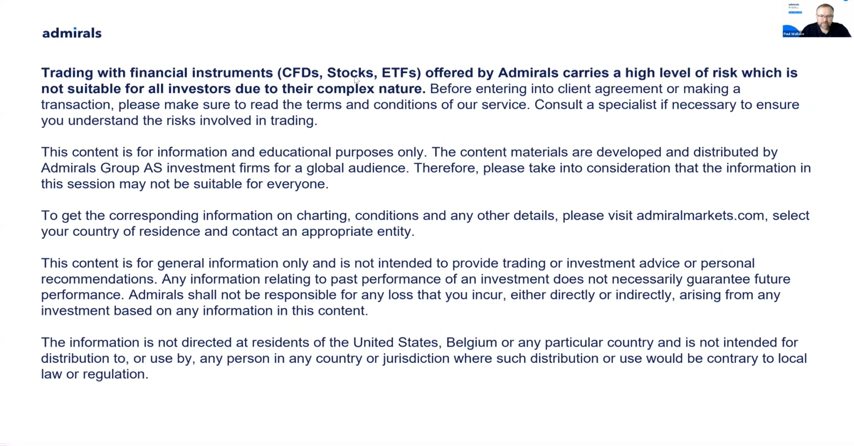 admirals
Trading with financial instruments (CFDs, Stocks, ETFs) offered by Admirals carries a high level of risk which is
not suitable for all investors due to their complex nature. Before entering into client agreement or making a
transaction, please make sure to read the terms and conditions of our service. Consult a specialist if necessary to ensure
you understand the risks involved in trading.
This content is for information and educational purposes only. The content materials are developed and distributed by
Admirals Group AS investment firms for a global audience. Therefore, please take into consideration that the information in
this session may not be suitable for everyone.
To get the corresponding information on charting, conditions and any other details, please visit admiralmarkets.com, select
your country of residence and contact an appropriate entity.
This content is for general information only and is not intended to provide trading or investment advice or personal
recommendations. Any information relating to past performance of an investment does not necessarily guarantee future
performance. Admirals shall not be responsible for any loss that you incur, either directly or indirectly, arising from any
investment based on any information in this content.
The information is not directed at residents of the United States, Belgium or any particular country and is not intended for
distribution to, or use by, any person in any country or jurisdiction where such distribution or use would be contrary to local
law or regulation.